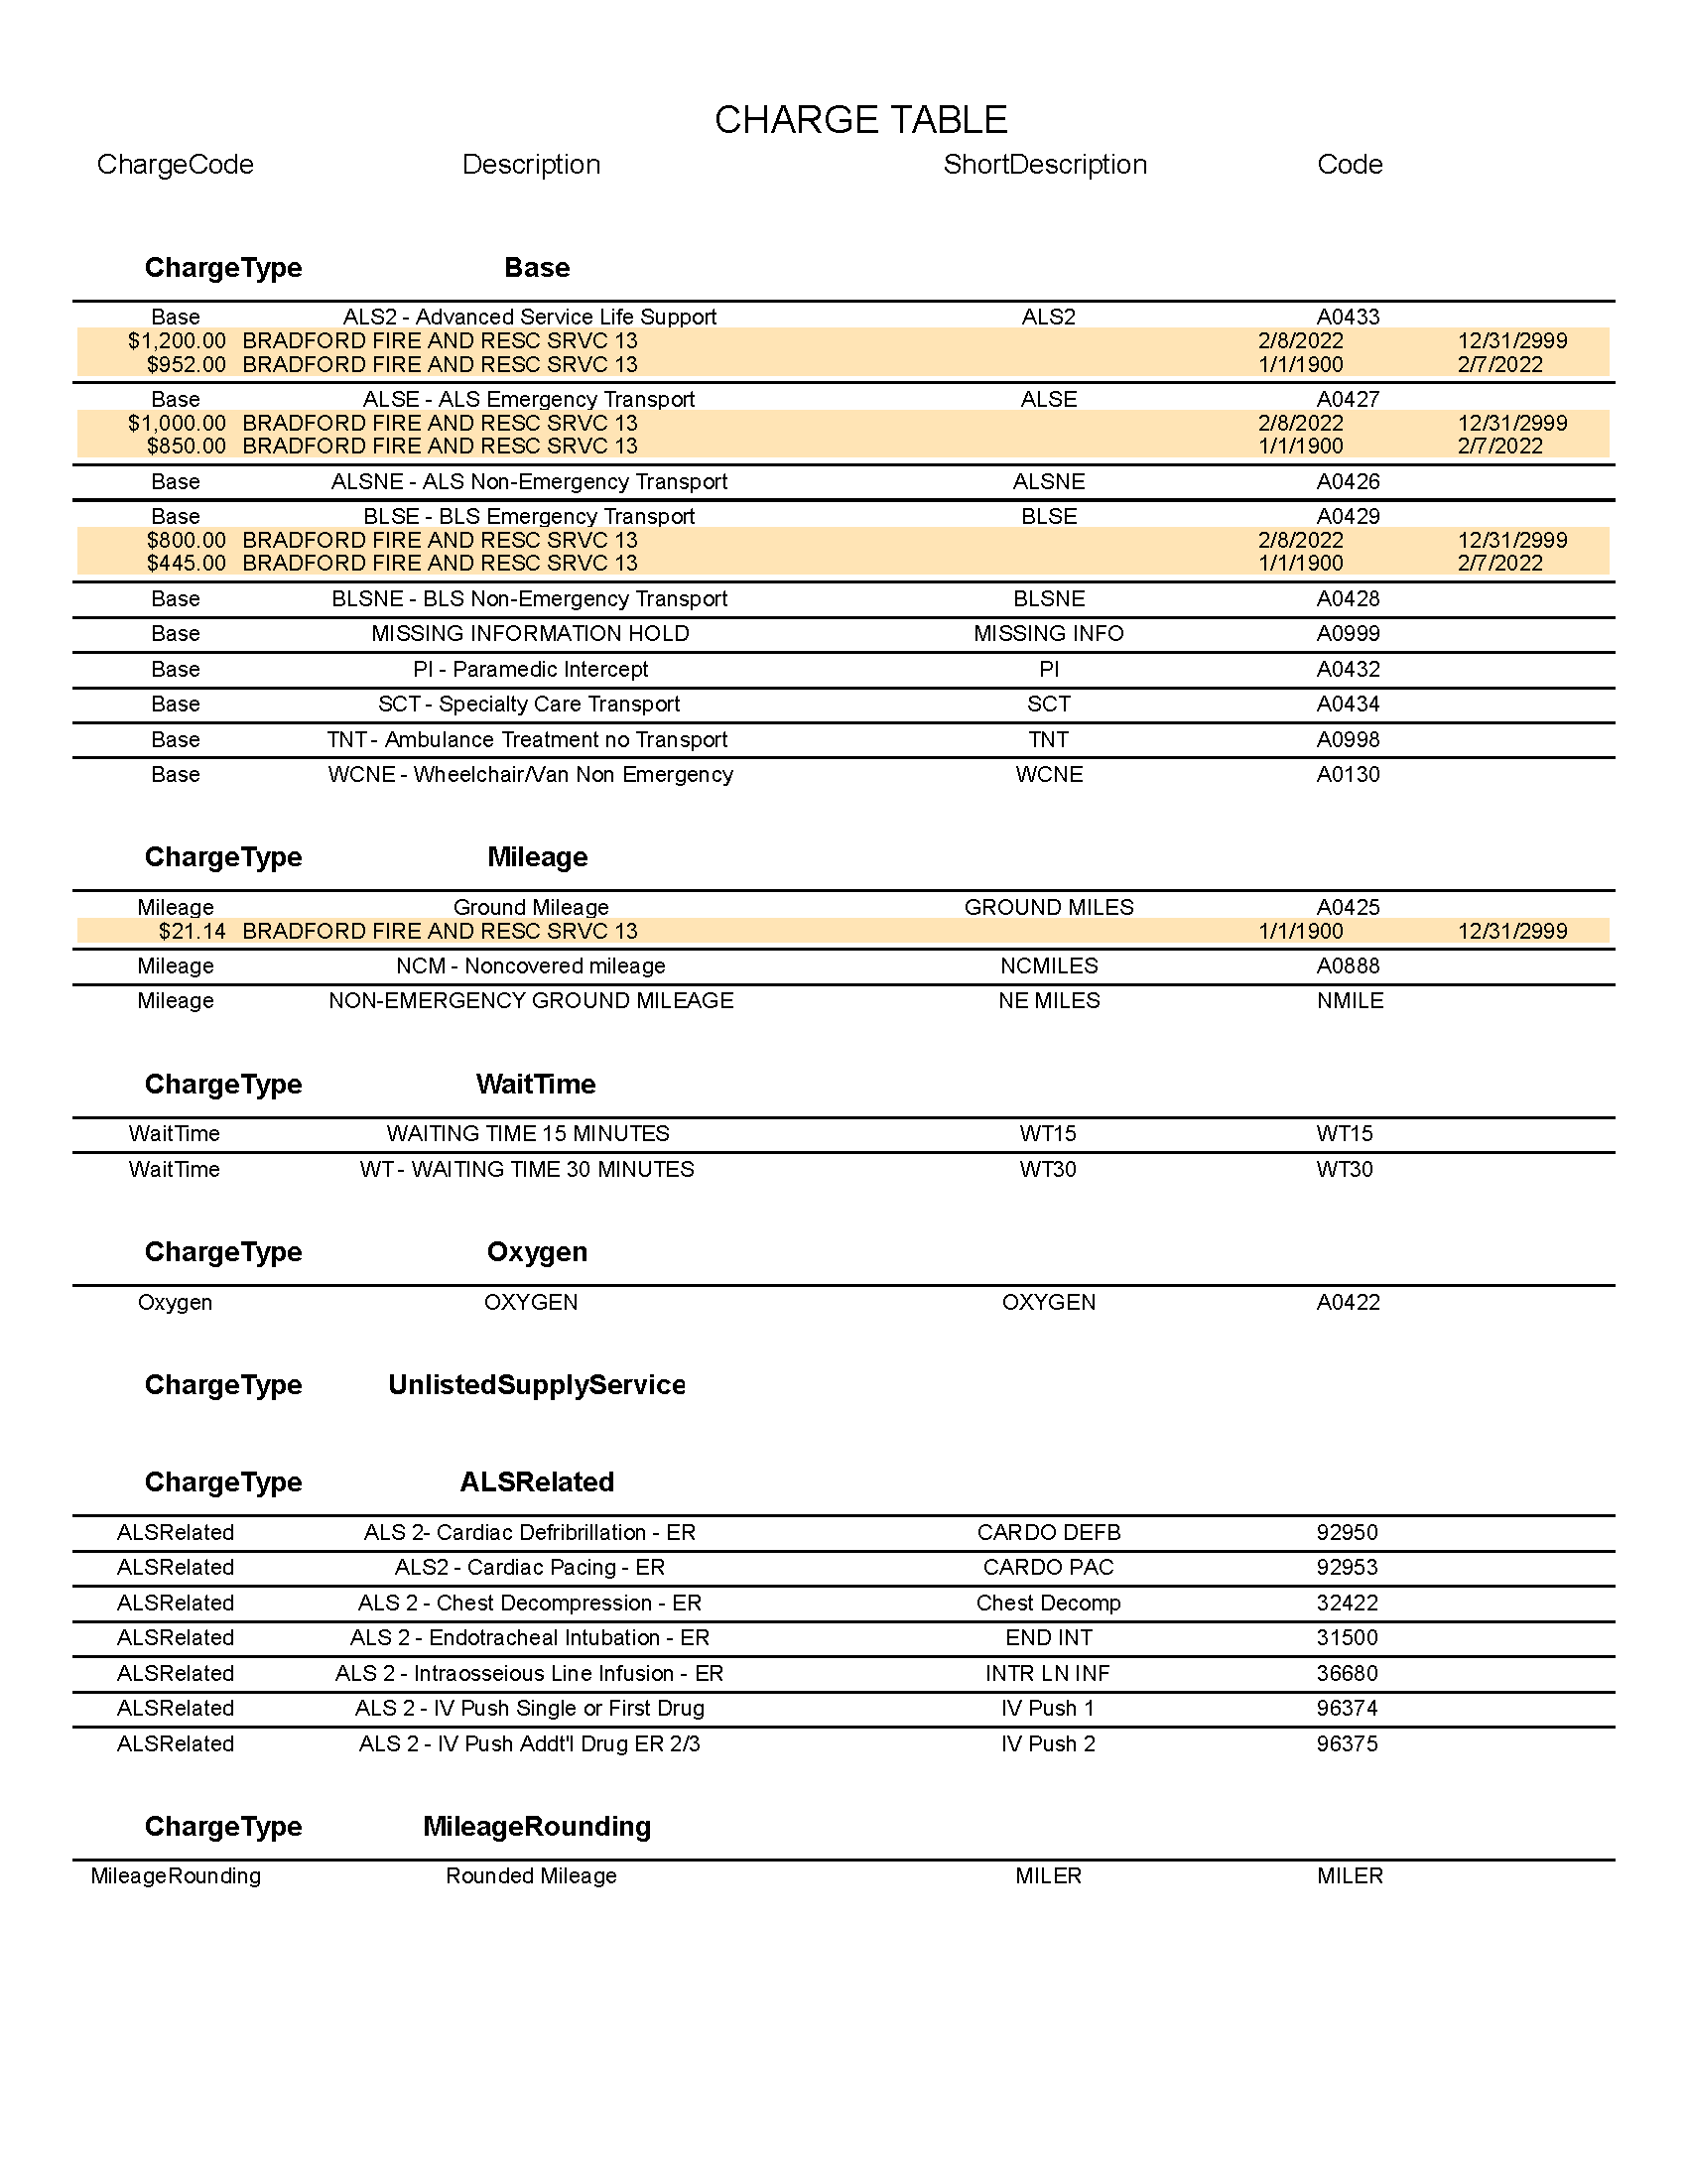 CHARGE TABLE
ChargeCode Description ShortDescription Code
ChargeType Base
Base ALS2 - Advanced Service Life Support ALS2 A0433
$1,200.00 BRADFORD FIRE AND RESC SRVC 13 2/8/2022 12/31/2999
$952.00 BRADFORD FIRE AND RESC SRVC 13 1/1/1900 2/7/2022
Base ALSE - ALS Emergency Transport ALSE A0427
$1,000.00 BRADFORD FIRE AND RESC SRVC 13 2/8/2022 12/31/2999
$850.00 BRADFORD FIRE AND RESC SRVC 13 1/1/1900 2/7/2022
Base ALSNE - ALS Non-Emergency Transport ALSNE A0426
Base BLSE - BLS Emergency Transport BLSE A0429
$800.00 BRADFORD FIRE AND RESC SRVC 13 2/8/2022 12/31/2999
$445.00 BRADFORD FIRE AND RESC SRVC 13 1/1/1900 2/7/2022
Base BLSNE - BLS Non-Emergency Transport BLSNE A0428
Base MISSING INFORMATION HOLD MISSING INFO A0999
Base PI - Paramedic Intercept PI A0432
Base SCT - Specialty Care Transport SCT A0434
Base TNT - Ambulance Treatment no Transport TNT A0998
Base WCNE - Wheelchair/Van Non Emergency WCNE A0130
ChargeType Mileage
Mileage Ground Mileage GROUND MILES A0425
$21.14 BRADFORD FIRE AND RESC SRVC 13 1/1/1900 12/31/2999
Mileage NCM - Noncovered mileage NCMILES A0888
Mileage NON-EMERGENCY GROUND MILEAGE NE MILES NMILE
ChargeType WaitTime
WaitTime WAITING TIME 15 MINUTES WT15 WT15
WaitTime WT - WAITING TIME 30 MINUTES WT30 WT30
ChargeType Oxygen
Oxygen OXYGEN OXYGEN A0422
ChargeType UnlistedSupplyService
ChargeType ALSRelated
ALSRelated ALS 2- Cardiac Defribrillation - ER CARDO DEFB 92950
ALSRelated ALS2 - Cardiac Pacing - ER CARDO PAC 92953
ALSRelated ALS 2 - Chest Decompression - ER Chest Decomp 32422
ALSRelated ALS 2 - Endotracheal Intubation - ER END INT 31500
ALSRelated ALS 2 - Intraosseious Line Infusion - ER INTR LN INF 36680
ALSRelated ALS 2 - IV Push Single or First Drug IV Push 1 96374
ALSRelated ALS 2 - IV Push Addt'l Drug ER 2/3 IV Push 2 96375
ChargeType MileageRounding
MileageRounding Rounded Mileage MILER MILER